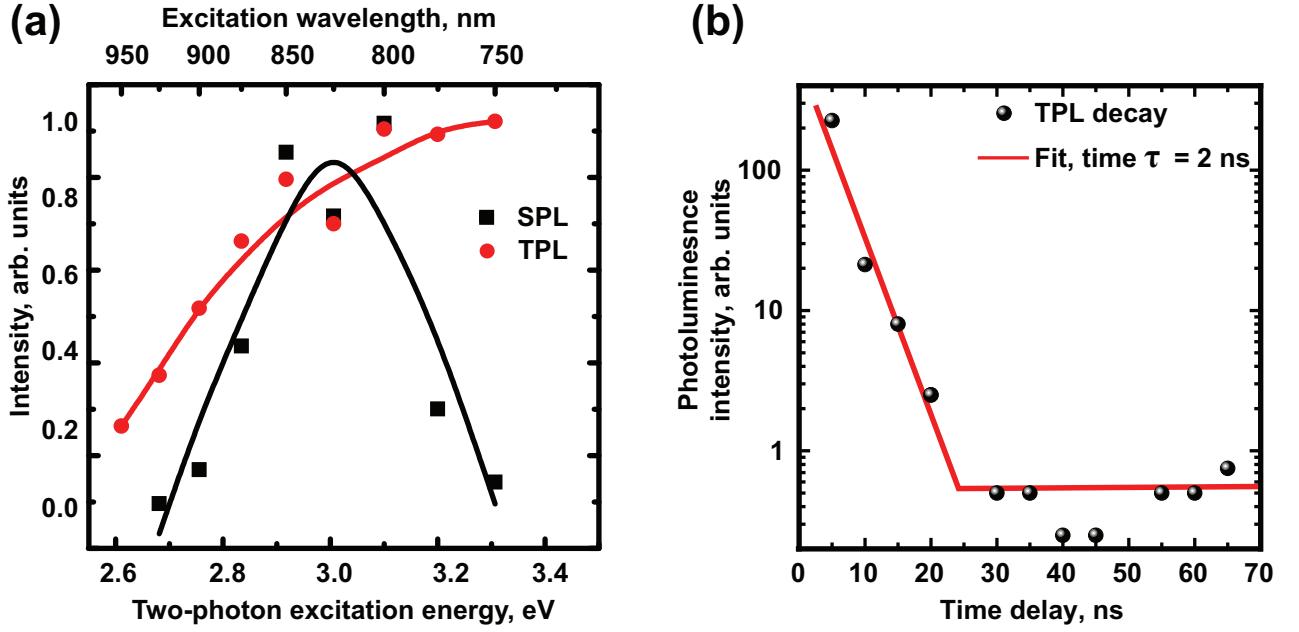 (a)
Excitation wavelength, nm
950 900 850 800 750
Intensity, arb. units
1.0
0.8
0.6
0.4
0.2
0.0
SPL
TPL
2.6 2.8 3.0 3.2 3.4
Two-photon excitation energy, eV
(b)
Photoluminesnce
intensity, arb. units
100
10
1
TPL decay
Fit, time τ = 2 ns
0 10 20 30 40 50 60 70
Time delay, ns